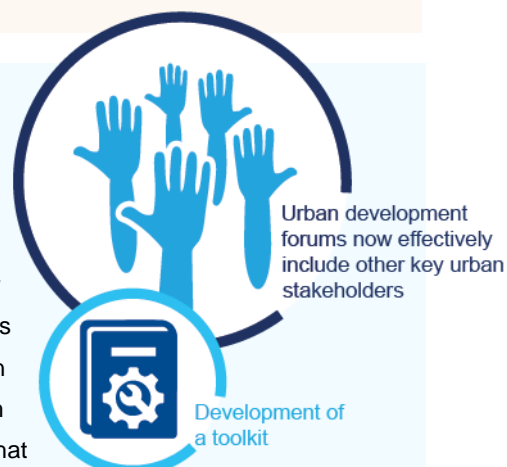 Urban development
forums now effectively
include other key urban
stakeholders
Development of
a toolkit